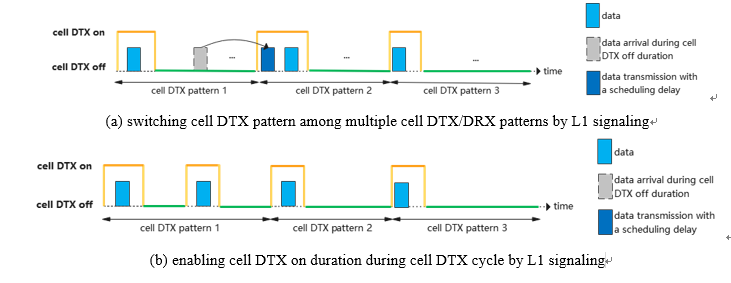 cell DTX on
cell DTX off
...
...
...
time
cell DTX pattern 1
cell DTX pattern 2
cell DTX pattern 3
data
data arrival during cell
DTX off duration
data transmission with
a scheduling delay
(a) switching cell DTX pattern among multiple cell DTX/DRX patterns by L1 signaling
cell DTX on
cell DTX off
time
cell DTX pattern 1
cell DTX pattern 2
cell DTX pattern 3
data
data arrival during cell
DTX off duration
data transmission with
a scheduling delay
(b) enabling cell DTX on duration during cell DTX cycle by L1 signaling